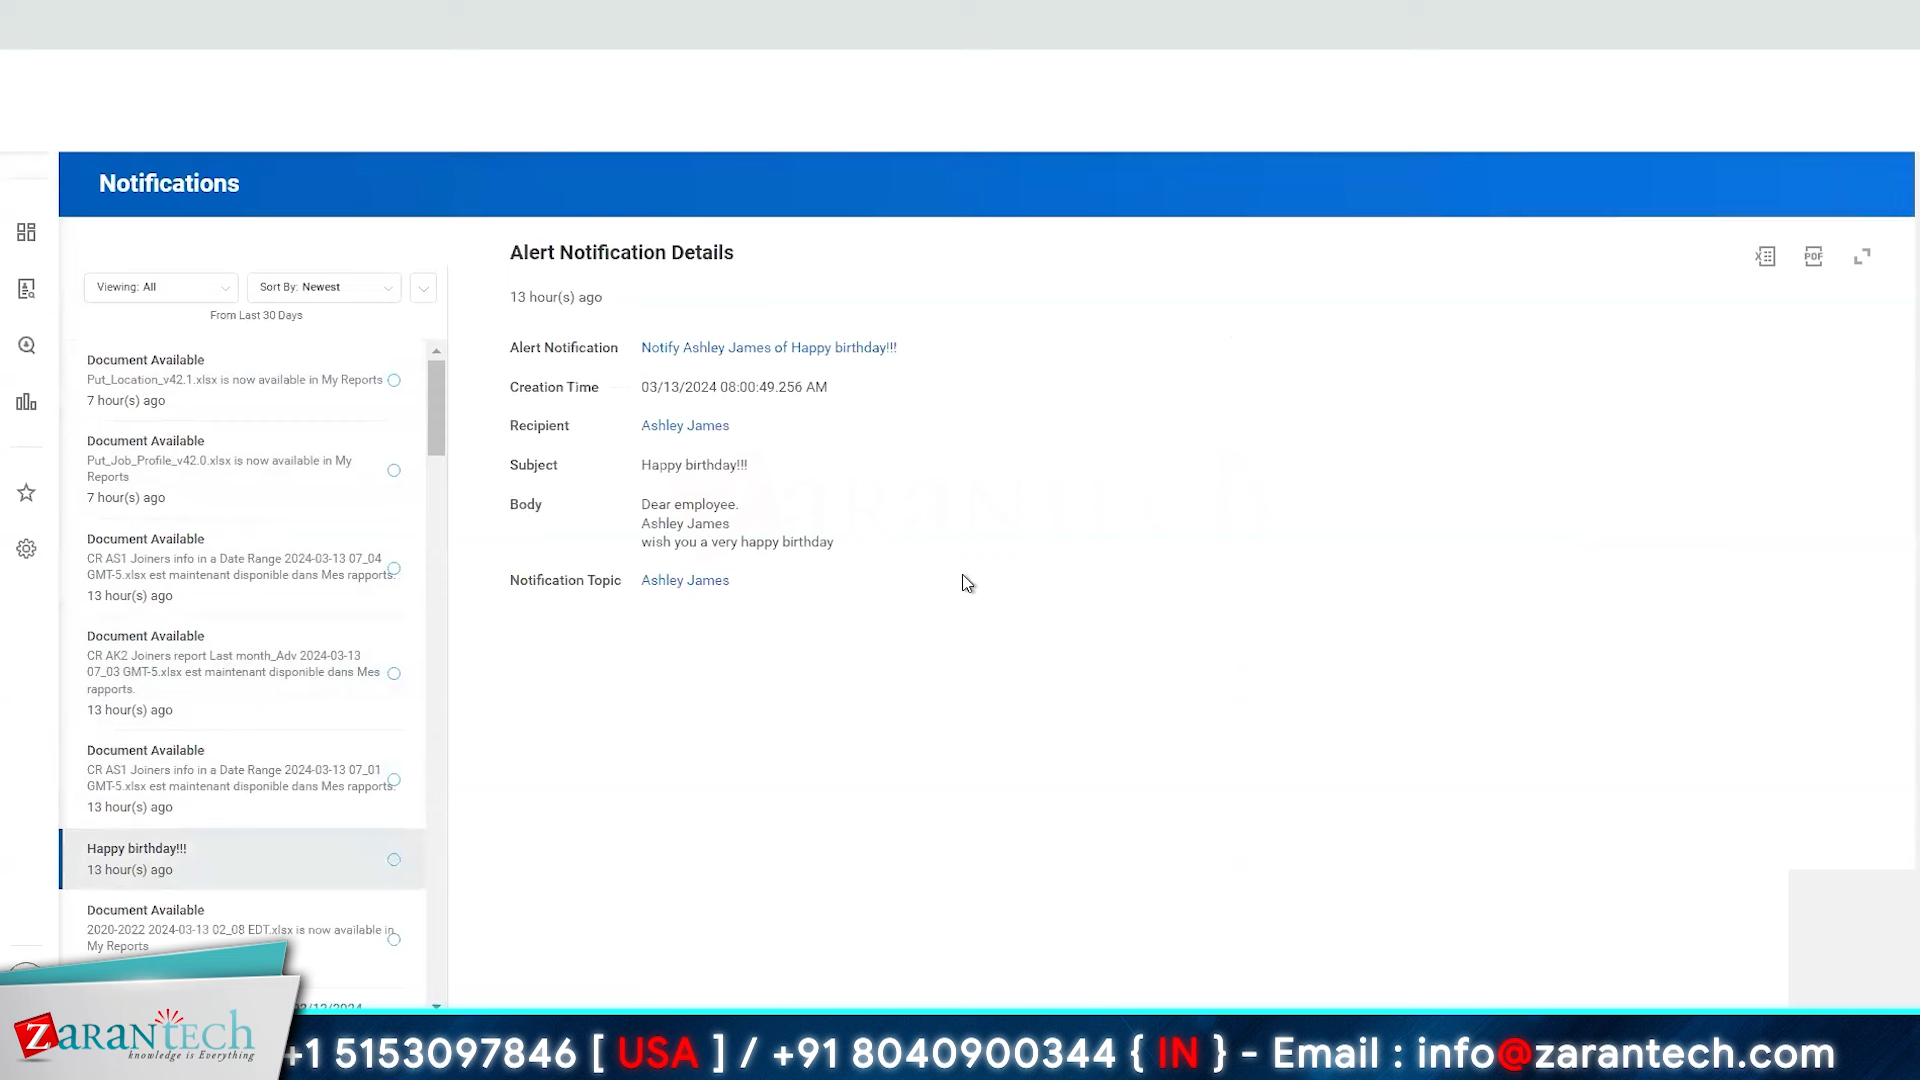 Notifications
Viewing: All
Sort By: Newest
From Last 30 Days
Document Available
Put_Location_v42.1.xlsx is now available in My Reports
7 hour(s) ago
Document Available
Put_Job_Profile_v42.0.xlsx is now available in My
Reports
7 hour(s) ago
Document Available
CR AS1 Joiners info in a Date Range 2024-03-13 07_04
GMT-5.xlsx est maintenant disponible dans Mes rapports.
13 hour(s) ago
Document Available
CR AK2 Joiners report Last month_Adv 2024-03-13
07_03 GMT-5.xlsx est maintenant disponible dans Mes
rapports.
13 hour(s) ago
Document Available
CR AS1 Joiners info in a Date Range 2024-03-13 07_01
GMT-5.xlsx est maintenant disponible dans Mes rapports.
13 hour(s) ago
Happy birthday!!!
13 hour(s) ago
Document Available
2020-2022 2024-03-13 02_08 EDT.xlsx is now available in
My Reports
Alert Notification Details
PDF
13 hour(s) ago
Alert Notification Notify Ashley James of Happy birthday!!!
Creation Time 03/13/2024 08:00:49.256 AM
Recipient Ashley James
Subject Happy birthday!!!
Body Dear employee.
Ashley James
wish you a very happy birthday
Notification Topic Ashley James
ZARANTECH
knowledge is Everything
+1 5153097846 [ USA ] / +91 8040900344 { IN } - Email : info@zarantech.com